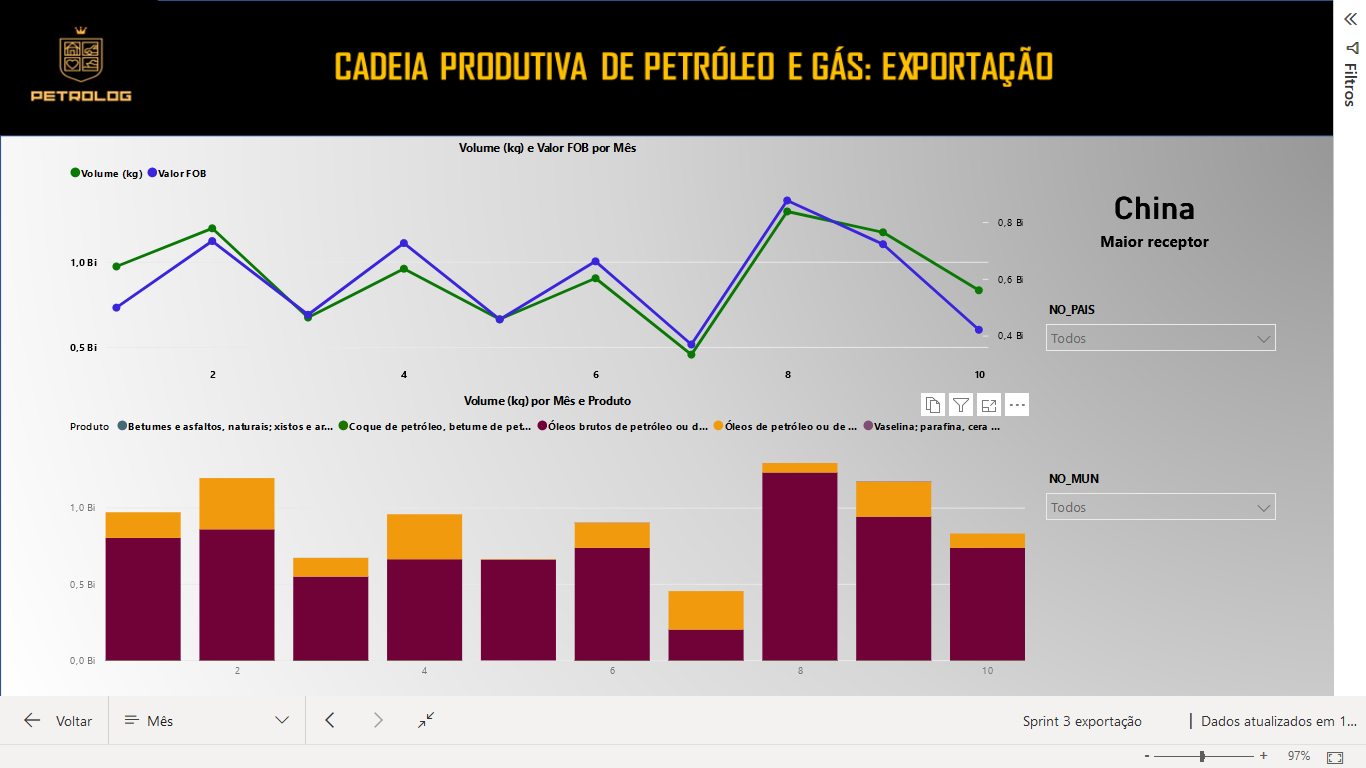 CADEIA PRODUTIVA DE PETRÓLEO E GÁS: EXPORTAÇÃO
PETROLOG
Filtros
Volume (kg) e Valor FOB por Mês
Volume (kg) Valor FOB
1,0 Bi
0,5 Bi
0,8 Bi
0,6 Bi
0,4 Bi
2 4 6 8 10
China
Maior receptor
NO_PAIS
Todos
Volume (kg) por Mês e Produto
Produto Betumes e asfaltos, naturais; xistos e ar... Coque de petróleo, betume de pet... Óleos brutos de petróleo ou d... Óleos de petróleo ou de ... Vaselina; parafina, cera ...
1,0 Bi
0,5 Bi
0,0 Bi
2 4 6 8 10
NO_MUN
Todos
Voltar Mês Sprint 3 exportação | Dados atualizados em 1...
- + 97%